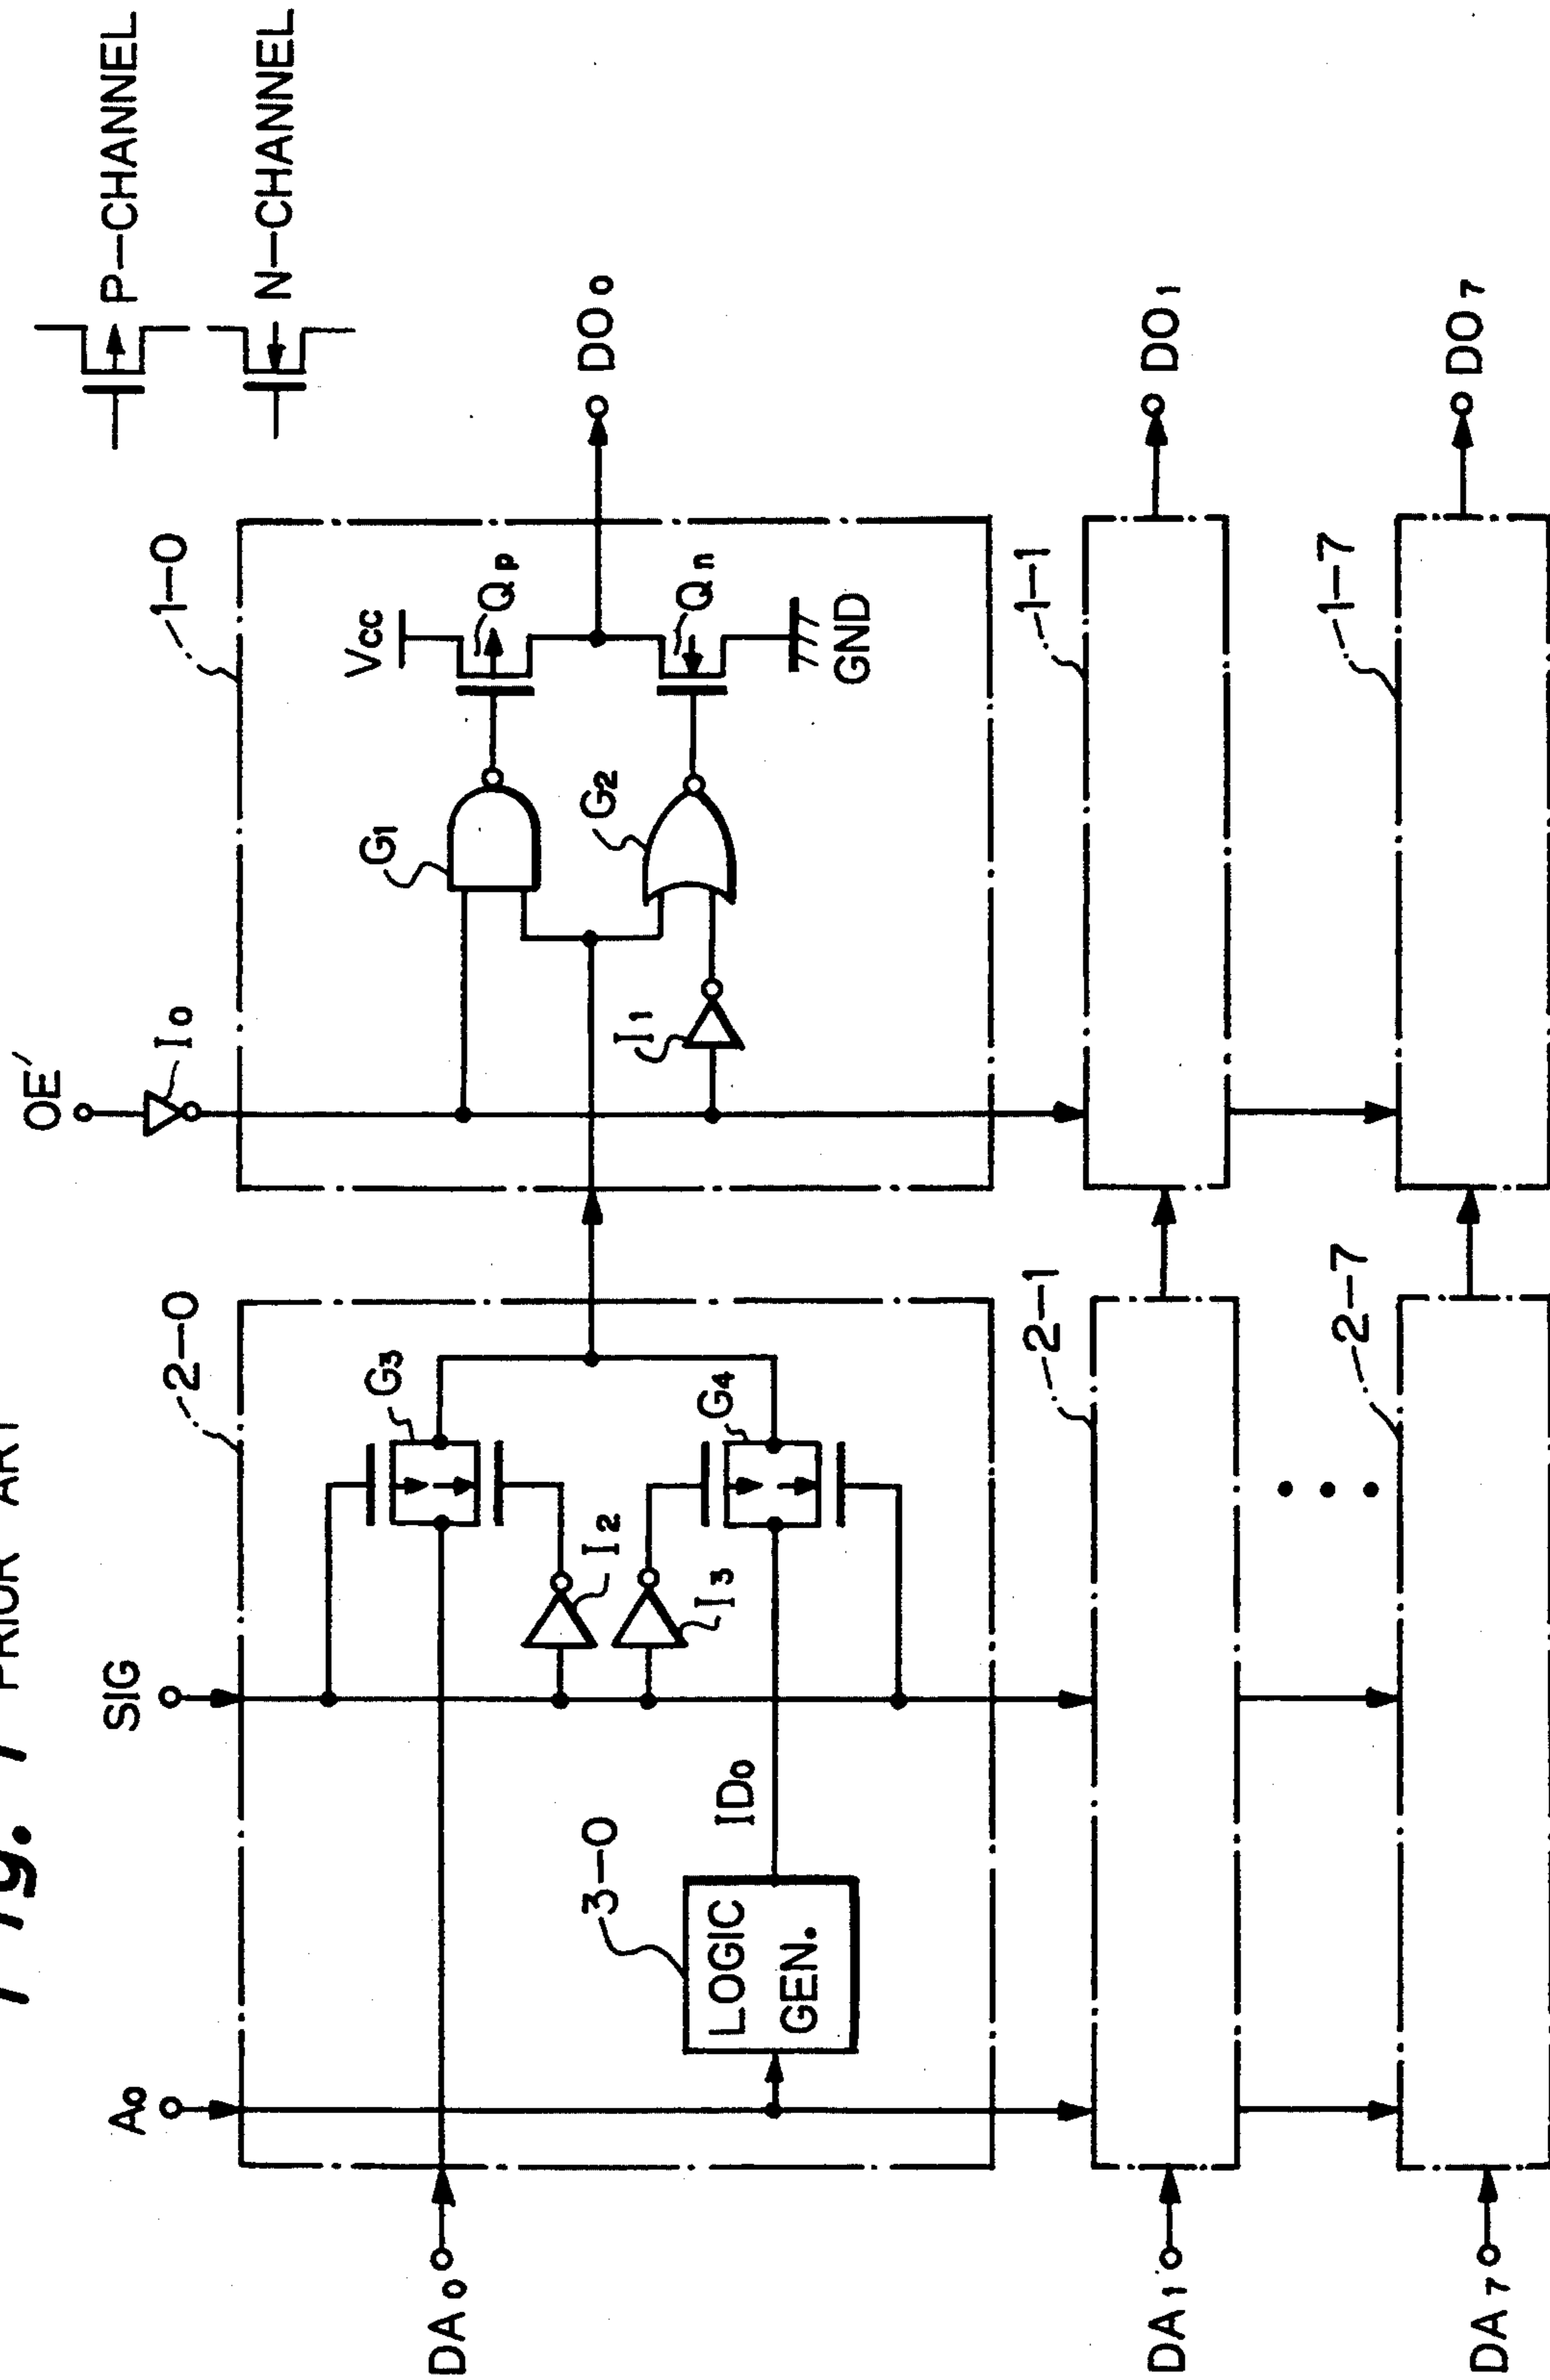 Fig. 1 PRIOR ART
P-CHANNEL
N-CHANNEL
A0
SIG
OE'
I0
2-0
1-0
G3
Vcc
Qp
G1
DA0
I2
I3
G4
G2
DO0
I1
Qn
GND
3-0
LOGIC
GEN.
ID0
2-1
1-1
DA1
DO1
2-7
1-7
DA7
DO7